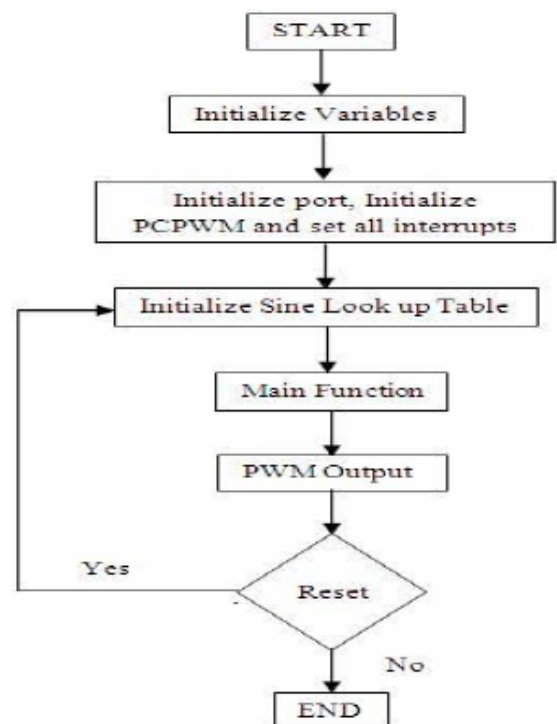 START
Initialize Variables
Initialize port, Initialize
PCPWM and set all interrupts
Initialize Sine Look up Table
Main Function
PWM Output
Yes
Reset
No
END